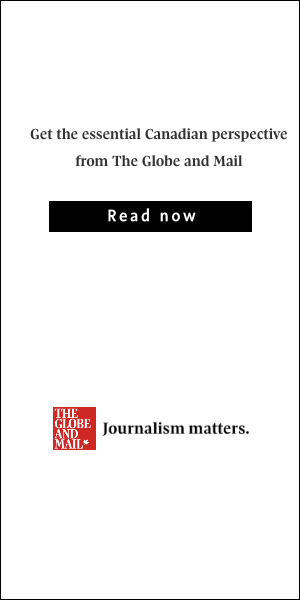 Get the essential Canadian perspective
from The Globe and Mail
Read now
THE
GLOBE
AND
MAIL
Journalism matters.